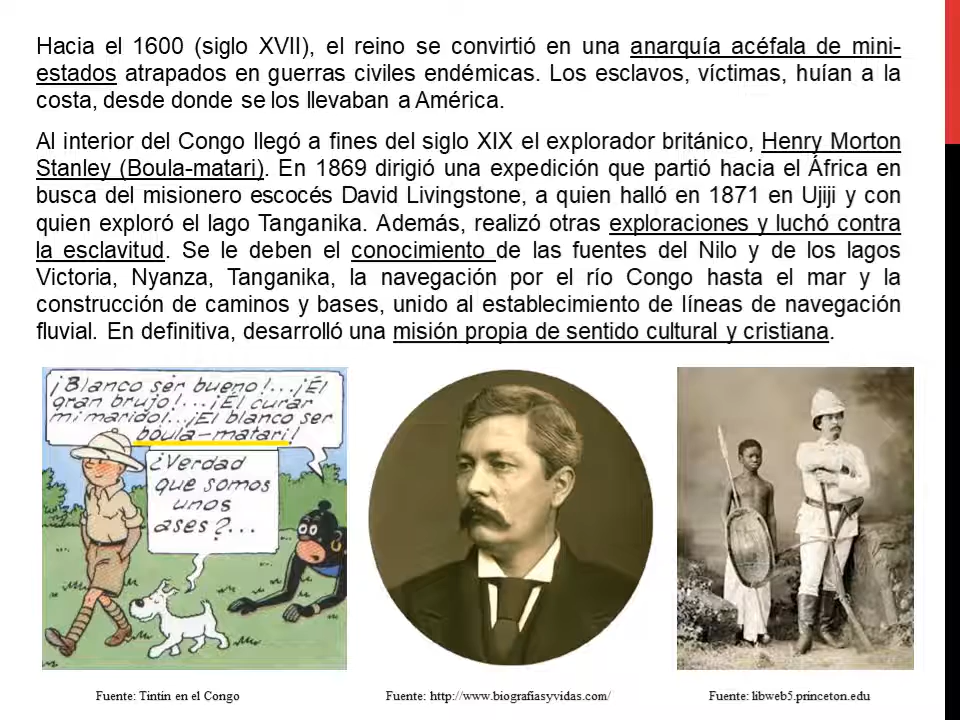 Hacia el 1600 (siglo XVII), el reino se convirtió en una anarquía acéfala de mini-
estados atrapados en guerras civiles endémicas. Los esclavos, víctimas, huían a la
costa, desde donde se los llevaban a América.
Al interior del Congo llegó a fines del siglo XIX el explorador británico, Henry Morton
Stanley (Boula-matari). En 1869 dirigió una expedición que partió hacia el África en
busca del misionero escocés David Livingstone, a quien halló en 1871 en Ujiji y con
quien exploró el lago Tanganika. Además, realizó otras exploraciones y luchó contra
la esclavitud. Se le deben el conocimiento de las fuentes del Nilo y de los lagos
Victoria, Nyanza, Tanganika, la navegación por el río Congo hasta el mar y la
construcción de caminos y bases, unido al establecimiento de líneas de navegación
fluvial. En definitiva, desarrolló una misión propia de sentido cultural y cristiana.
¡Blanco ser bueno!...¡Él
gran brujo!...¡Él curar
mi marido!...¡El blanco ser
boula-matari!
¿Verdad
que somos
unos
ases?...
Fuente: Tintín en el Congo
Fuente: http://www.biografiasyvidas.com/
Fuente: libweb5.princeton.edu